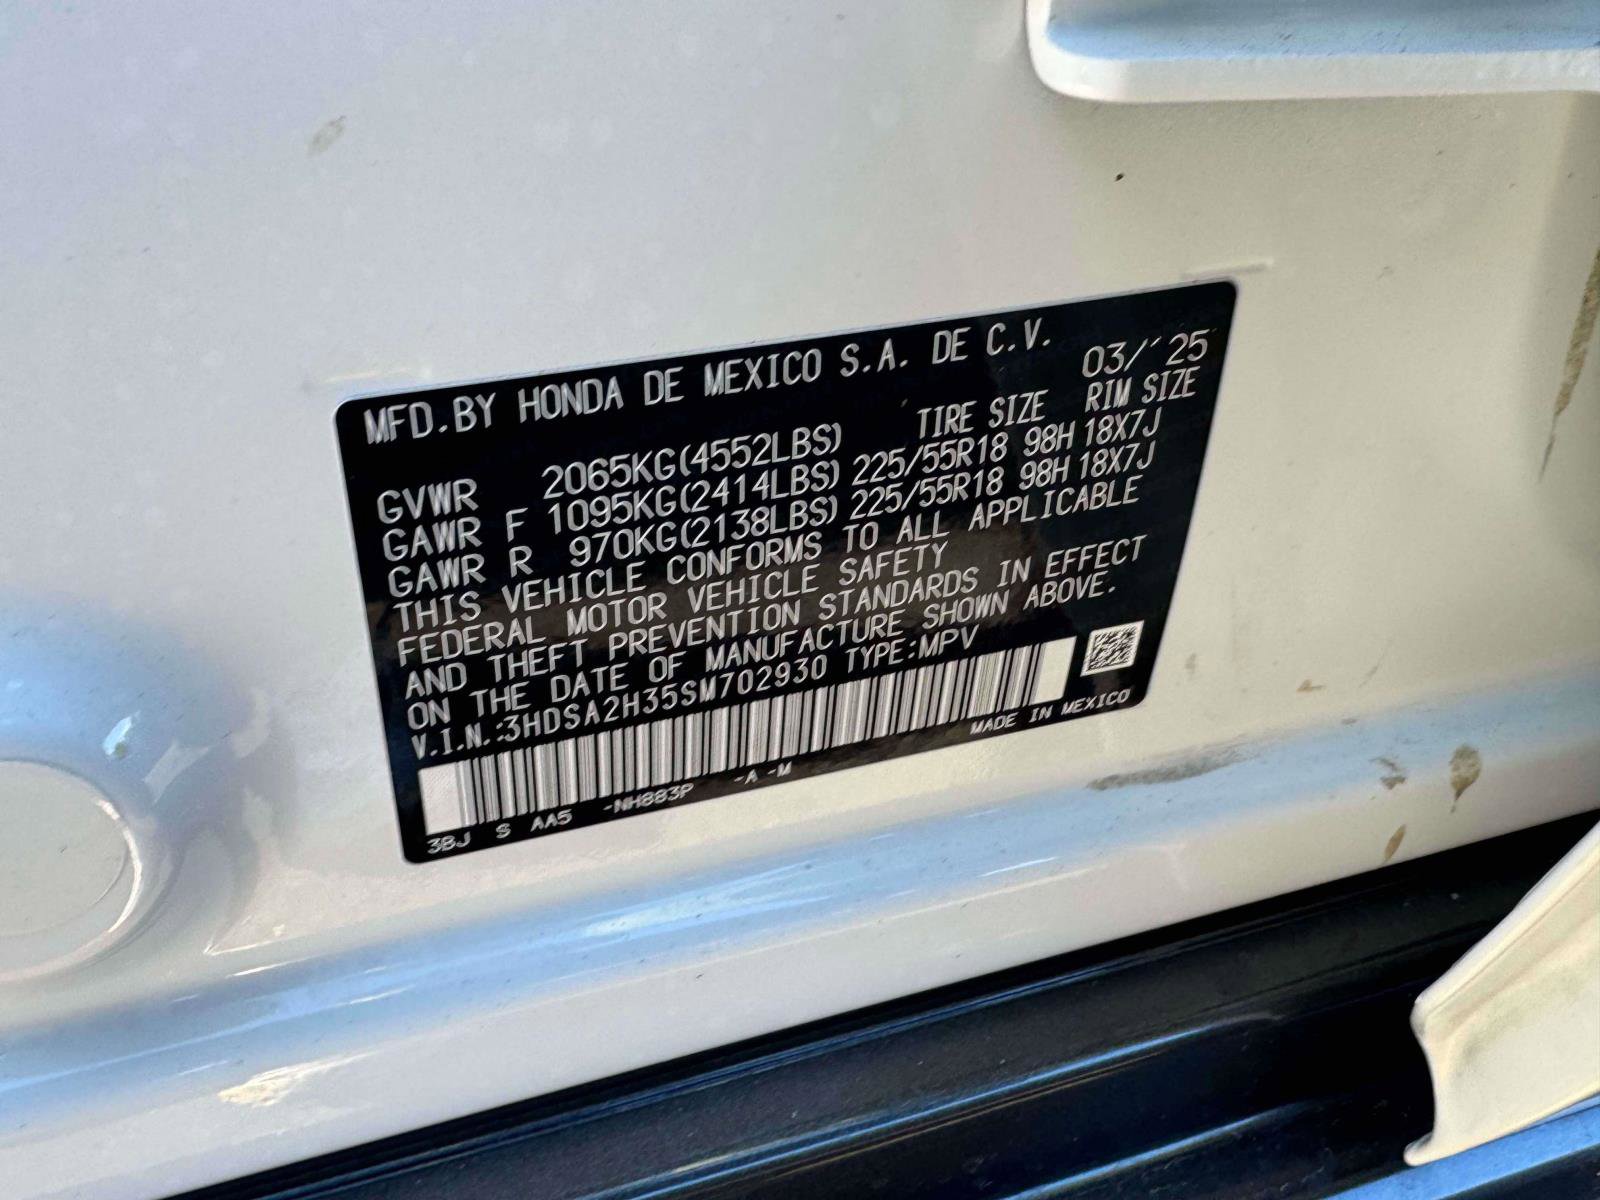 MFD.BY HONDA DE MEXICO S.A. DE C.V.
03/´25
TIRE SIZE RIM SIZE
GVWR 2065KG(4552LBS)
GAWR F 1095KG(2414LBS) 225/55R18 98H 18X7J
GAWR R 970KG(2138LBS) 225/55R18 98H 18X7J
THIS VEHICLE CONFORMS TO ALL APPLICABLE
FEDERAL MOTOR VEHICLE SAFETY
AND THEFT PREVENTION STANDARDS IN EFFECT
ON THE DATE OF MANUFACTURE SHOWN ABOVE.
V.I.N.:3HDSA2H35SM702930 TYPE:MPV
MADE IN MEXICO
3BJ S AA5 -NH883P -A -M